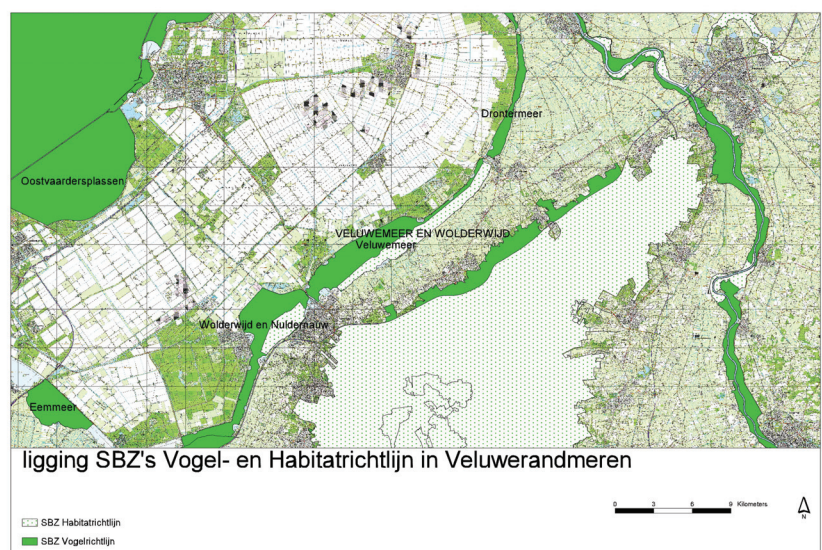 Drontermeer
Oostvaardersplassen
VELUWEMEER EN WOLDERWIJD
Veluwemeer
Wolderwijd en Nuldernauw
Eemmeer
ligging SBZ's Vogel- en Habitatrichtlijn in Veluwerandmeren
0 3 6 9 Kilometers
N
SBZ Habitatrichtlijn
SBZ Vogelrichtlijn